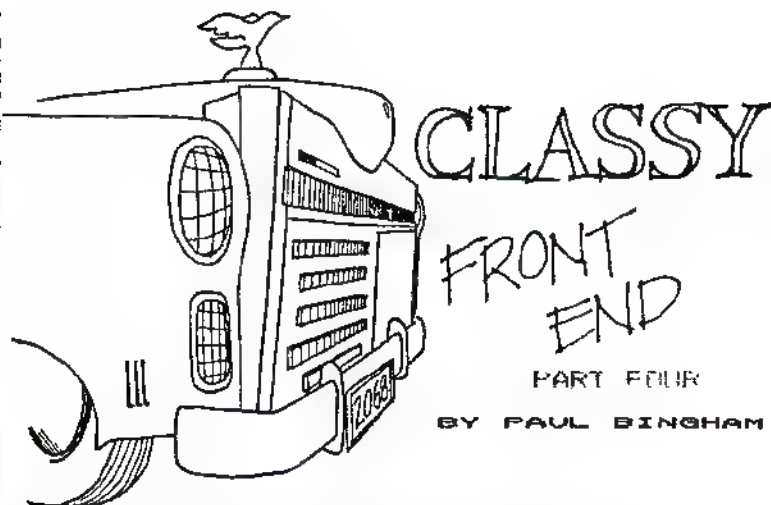 CLASSY
FRONT
END
PART FOUR
BY PAUL BINGHAM
2068